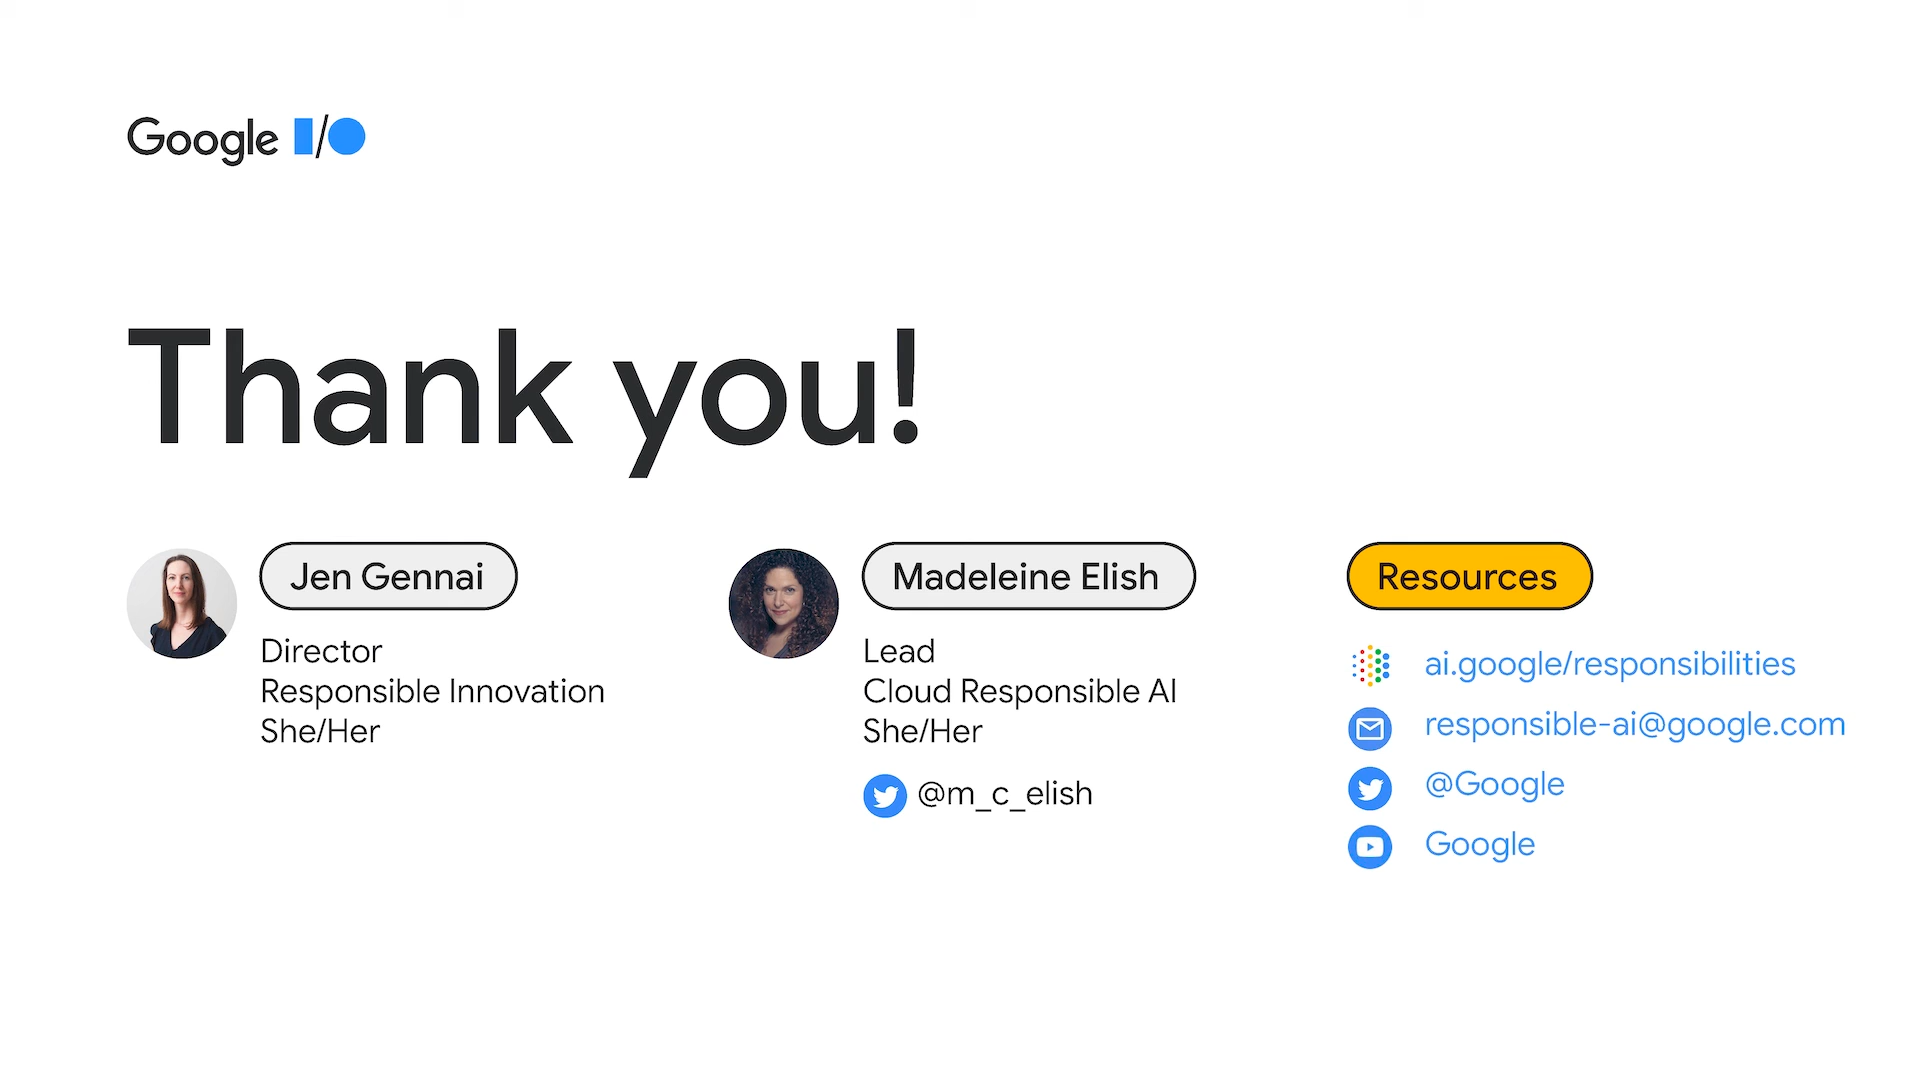 Google I/O
Thank you!
Jen Gennai
Director
Responsible Innovation
She/Her
Madeleine Elish
Lead
Cloud Responsible AI
She/Her
@m_c_elish
Resources
ai.google/responsibilities
responsible-ai@google.com
@Google
Google